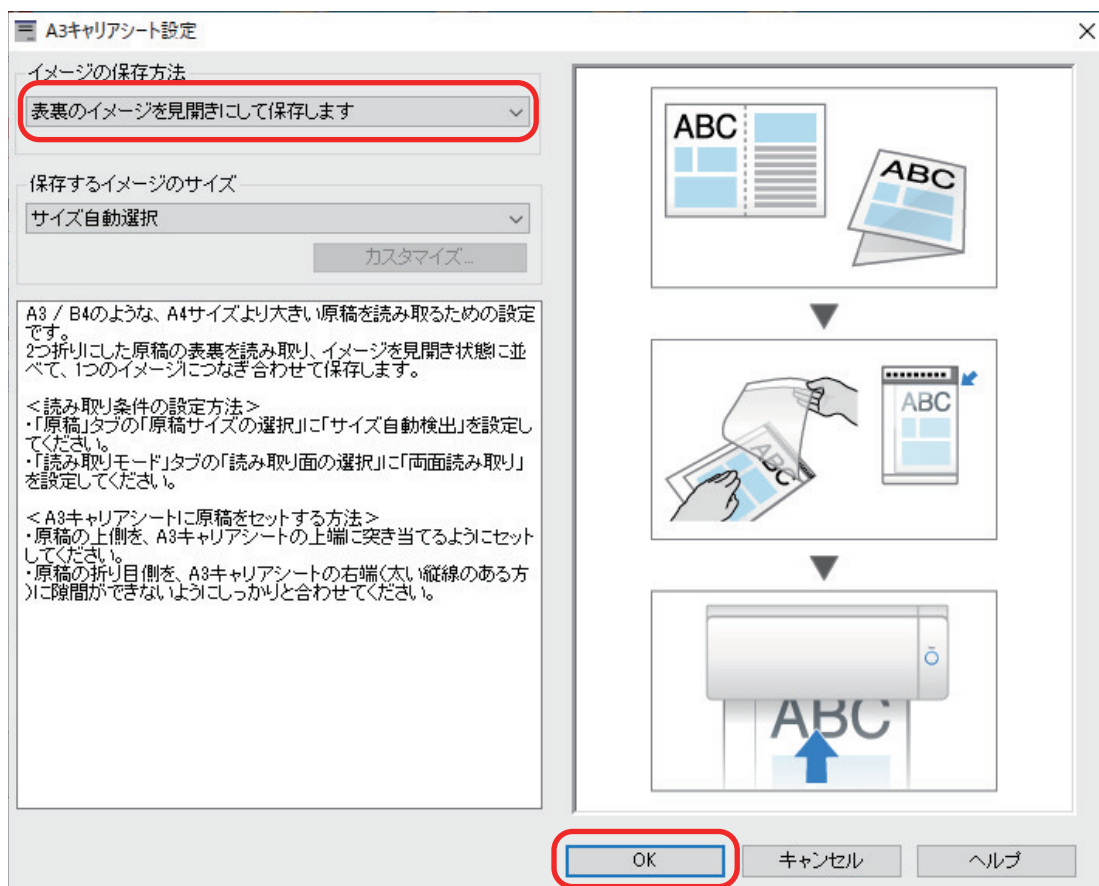 A3キャリアシート設定
イメージの保存方法
表裏のイメージを見開きにして保存します
保存するイメージのサイズ
サイズ自動選択
カスタマイズ...
A3 / B4のような、A4サイズより大きい原稿を読み取るための設定
です。
2つ折りにした原稿の表裏を読み取り、イメージを見開き状態に並
べて、1つのイメージにつなぎ合わせて保存します。
<読み取り条件の設定方法>
・「原稿」タブの「原稿サイズの選択」に「サイズ自動検出」を設定し
てください。
・「読み取りモード」タブの「読み取り面の選択」に「両面読み取り」
を設定してください。
<A3キャリアシートに原稿をセットする方法>
・原稿の上側を、A3キャリアシートの上端に突き当てるようにセット
してください。
・原稿の折り目側を、A3キャリアシートの右端(太い縦線のある方
)に隙間ができないようにしっかりと合わせてください。
ABC
ABC
ABC
ABC
ABC
OK
キャンセル
ヘルプ